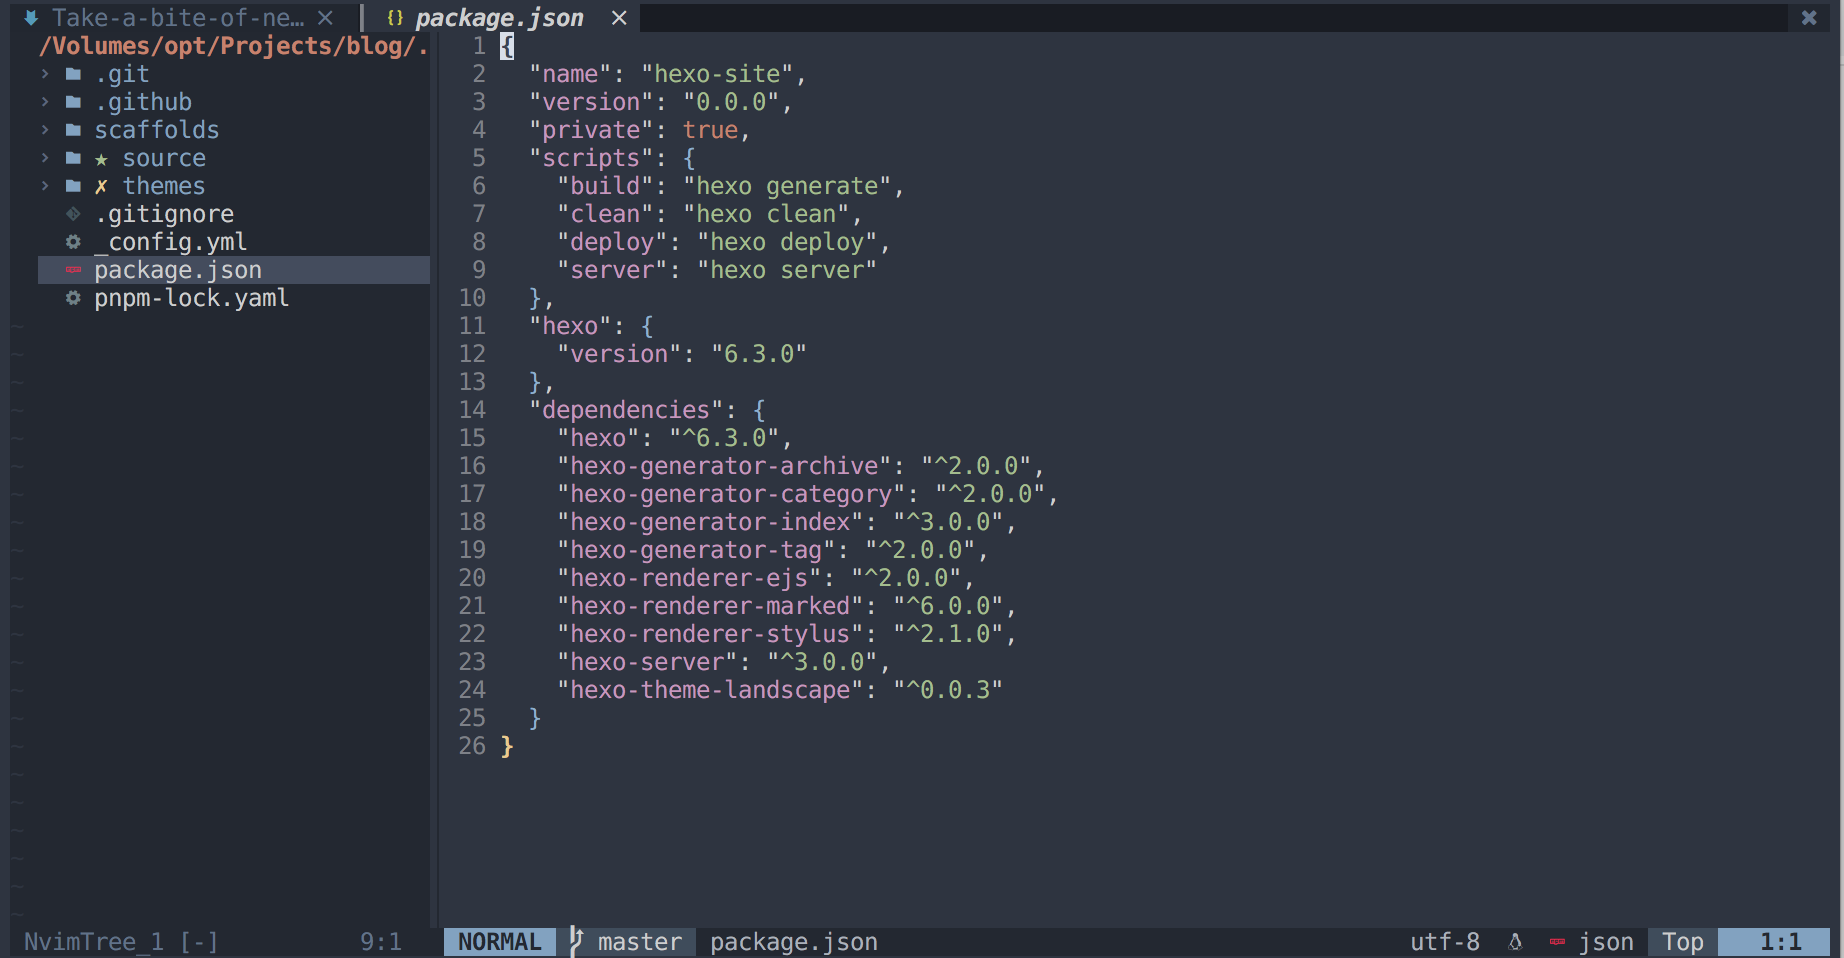 Take-a-bite-of-ne…
package.json
/Volumes/opt/Projects/blog/.
.git
.github
scaffolds
source
themes
.gitignore
_config.yml
package.json
pnpm-lock.yaml
1 {
2 "name": "hexo-site",
3 "version": "0.0.0",
4 "private": true,
5 "scripts": {
6 "build": "hexo generate",
7 "clean": "hexo clean",
8 "deploy": "hexo deploy",
9 "server": "hexo server"
10 },
11 "hexo": {
12 "version": "6.3.0"
13 },
14 "dependencies": {
15 "hexo": "^6.3.0",
16 "hexo-generator-archive": "^2.0.0",
17 "hexo-generator-category": "^2.0.0",
18 "hexo-generator-index": "^3.0.0",
19 "hexo-generator-tag": "^2.0.0",
20 "hexo-renderer-ejs": "^2.0.0",
21 "hexo-renderer-marked": "^6.0.0",
22 "hexo-renderer-stylus": "^2.1.0",
23 "hexo-server": "^3.0.0",
24 "hexo-theme-landscape": "^0.0.3"
25 }
26 }
NvimTree_1 [-] 9:1
NORMAL master package.json utf-8 json Top 1:1